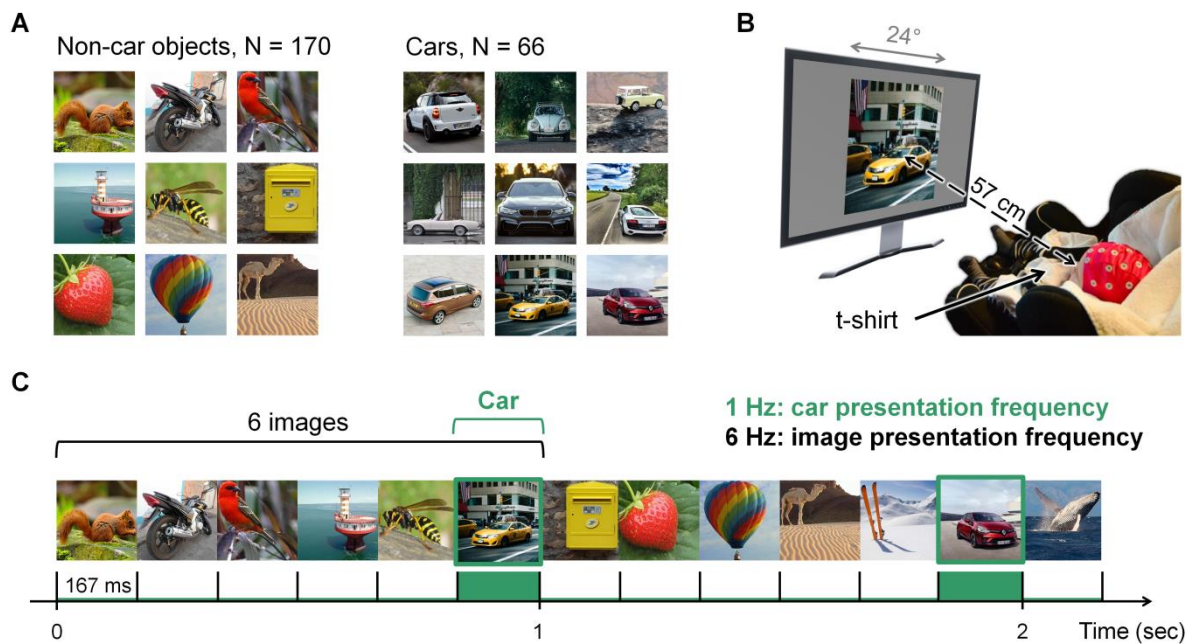 A
Non-car objects, N = 170
Cars, N = 66
B
24°
57 cm
t-shirt
C
Car
6 images
1 Hz: car presentation frequency
6 Hz: image presentation frequency
167 ms
0
1
2
Time (sec)